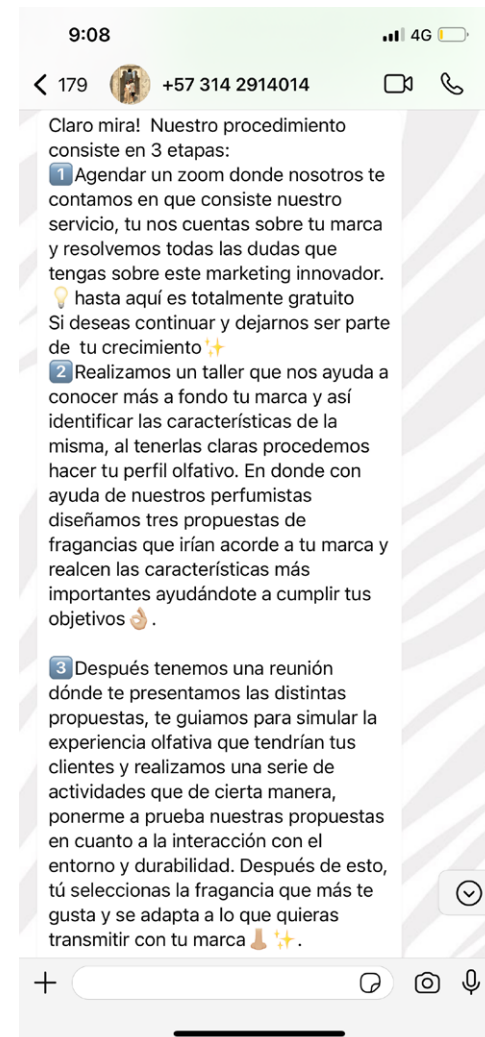 9:08
4G
179
+57 314 2914014
Claro mira! Nuestro procedimiento
consiste en 3 etapas:
1️⃣Agendar un zoom donde nosotros te
contamos en que consiste nuestro
servicio, tu nos cuentas sobre tu marca
y resolvemos todas las dudas que
tengas sobre este marketing innovador.
💡 hasta aquí es totalmente gratuito
Si deseas continuar y dejarnos ser parte
de tu crecimiento✨
2️⃣Realizamos un taller que nos ayuda a
conocer más a fondo tu marca y así
identificar las características de la
misma, al tenerlas claras procedemos
hacer tu perfil olfativo. En donde con
ayuda de nuestros perfumistas
diseñamos tres propuestas de
fragancias que irían acorde a tu marca y
realcen las características más
importantes ayudándote a cumplir tus
objetivos👌🏼.
3️⃣Después tenemos una reunión
dónde te presentamos las distintas
propuestas, te guiamos para simular la
experiencia olfativa que tendrían tus
clientes y realizamos una serie de
actividades que de cierta manera,
ponerme a prueba nuestras propuestas
en cuanto a la interacción con el
entorno y durabilidad. Después de esto,
tú seleccionas la fragancia que más te
gusta y se adapta a lo que quieras
transmitir con tu marca👃🏼✨.